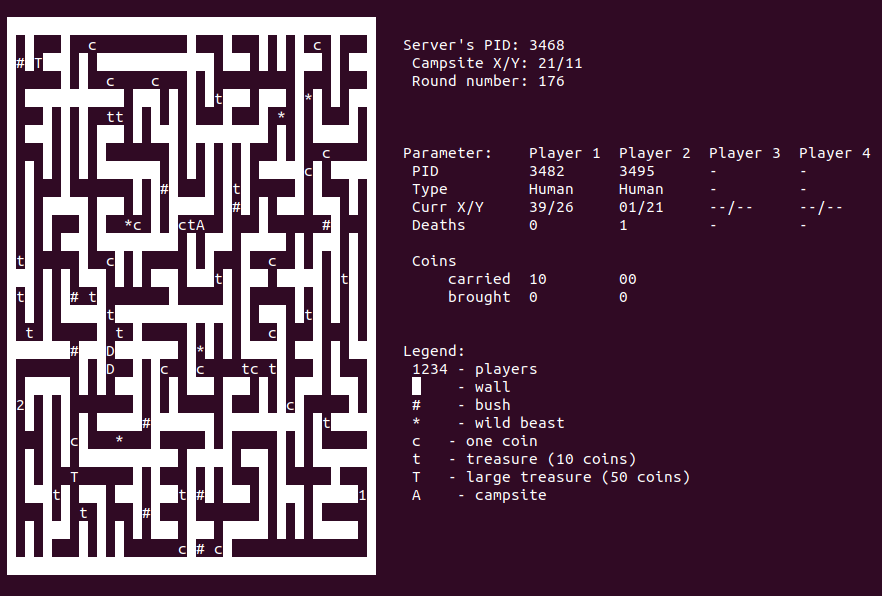 c c
# T
c c
t *
tt *
c
c
# t
#
*c ctA #
t c c
t t
t # t
t t
t t c
# D *
D c c tc t
2 c
# t
c *
T
t t # 1
t #
c # c
Server's PID: 3468
Campsite X/Y: 21/11
Round number: 176
Parameter: Player 1 Player 2 Player 3 Player 4
PID 3482 3495 - -
Type Human Human - -
Curr X/Y 39/26 01/21 --/-- --/--
Deaths 0 1 - -
Coins
carried 10 00
brought 0 0
Legend:
1234 - players
- wall
# - bush
* - wild beast
c - one coin
t - treasure (10 coins)
T - large treasure (50 coins)
A - campsite